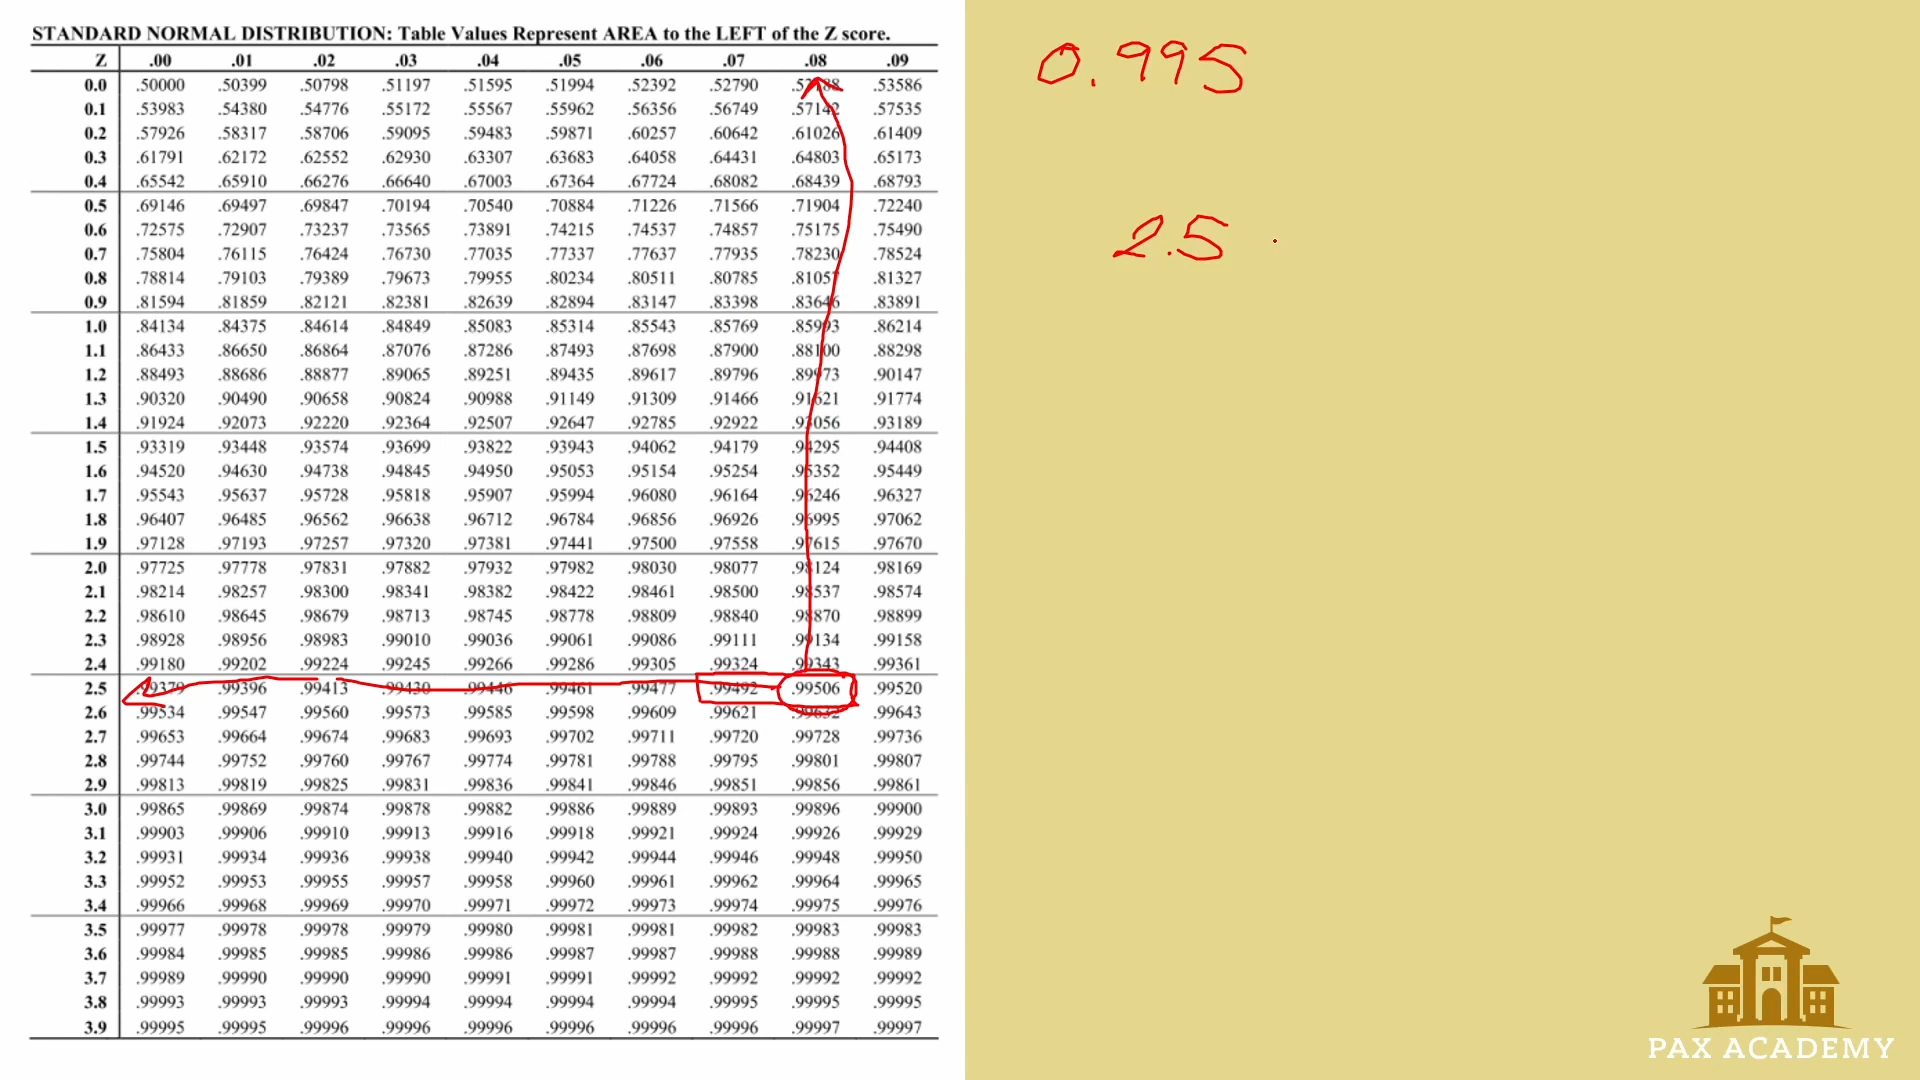 STANDARD NORMAL DISTRIBUTION: Table Values Represent AREA to the LEFT of the Z score.
Z .00 .01 .02 .03 .04 .05 .06 .07 .08 .09
0.0 .50000 .50399 .50798 .51197 .51595 .51994 .52392 .52790 .53586
0.1 .53983 .54380 .54776 .55172 .55567 .55962 .56356 .56749 .57142 .57535
0.2 .57926 .58317 .58706 .59095 .59483 .59871 .60257 .60642 .61026 .61409
0.3 .61791 .62172 .62552 .62930 .63307 .63683 .64058 .64431 .64803 .65173
0.4 .65542 .65910 .66276 .66640 .67003 .67364 .67724 .68082 .68439 .68793
0.5 .69146 .69497 .69847 .70194 .70540 .70884 .71226 .71566 .71904 .72240
0.6 .72575 .72907 .73237 .73565 .73891 .74215 .74537 .74857 .75175 .75490
0.7 .75804 .76115 .76424 .76730 .77035 .77337 .77637 .77935 .78230 .78524
0.8 .78814 .79103 .79389 .79673 .79955 .80234 .80511 .80785 .81057 .81327
0.9 .81594 .81859 .82121 .82381 .82639 .82894 .83147 .83398 .83646 .83891
1.0 .84134 .84375 .84614 .84849 .85083 .85314 .85543 .85769 .85993 .86214
1.1 .86433 .86650 .86864 .87076 .87286 .87493 .87698 .87900 .88100 .88298
1.2 .88493 .88686 .88877 .89065 .89251 .89435 .89617 .89796 .89973 .90147
1.3 .90320 .90490 .90658 .90824 .90988 .91149 .91309 .91466 .91621 .91774
1.4 .91924 .92073 .92220 .92364 .92507 .92647 .92785 .92922 .93056 .93189
1.5 .93319 .93448 .93574 .93699 .93822 .93943 .94062 .94179 .94295 .94408
1.6 .94520 .94630 .94738 .94845 .94950 .95053 .95154 .95254 .95352 .95449
1.7 .95543 .95637 .95728 .95818 .95907 .95994 .96080 .96164 .96246 .96327
1.8 .96407 .96485 .96562 .96638 .96712 .96784 .96856 .96926 .96995 .97062
1.9 .97128 .97193 .97257 .97320 .97381 .97441 .97500 .97558 .97615 .97670
2.0 .97725 .97778 .97831 .97882 .97932 .97982 .98030 .98077 .98124 .98169
2.1 .98214 .98257 .98300 .98341 .98382 .98422 .98461 .98500 .98537 .98574
2.2 .98610 .98645 .98679 .98713 .98745 .98778 .98809 .98840 .98870 .98899
2.3 .98928 .98956 .98983 .99010 .99036 .99061 .99086 .99111 .99134 .99158
2.4 .99180 .99202 .99224 .99245 .99266 .99286 .99305 .99324 .99343 .99361
2.5 .99379 .99396 .99413 .99430 .99446 .99461 .99477 .99492 .99506 .99520
2.6 .99534 .99547 .99560 .99573 .99585 .99598 .99609 .99621 .99632 .99643
2.7 .99653 .99664 .99674 .99683 .99693 .99702 .99711 .99720 .99728 .99736
2.8 .99744 .99752 .99760 .99767 .99774 .99781 .99788 .99795 .99801 .99807
2.9 .99813 .99819 .99825 .99831 .99836 .99841 .99846 .99851 .99856 .99861
3.0 .99865 .99869 .99874 .99878 .99882 .99886 .99889 .99893 .99896 .99900
3.1 .99903 .99906 .99910 .99913 .99916 .99918 .99921 .99924 .99926 .99929
3.2 .99931 .99934 .99936 .99938 .99940 .99942 .99944 .99946 .99948 .99950
3.3 .99952 .99953 .99955 .99957 .99958 .99960 .99961 .99962 .99964 .99965
3.4 .99966 .99968 .99969 .99970 .99971 .99972 .99973 .99974 .99975 .99976
3.5 .99977 .99978 .99978 .99979 .99980 .99981 .99981 .99982 .99983 .99983
3.6 .99984 .99985 .99985 .99986 .99986 .99987 .99987 .99988 .99988 .99989
3.7 .99989 .99990 .99990 .99990 .99991 .99991 .99992 .99992 .99992 .99992
3.8 .99993 .99993 .99993 .99994 .99994 .99994 .99994 .99995 .99995 .99995
3.9 .99995 .99995 .99996 .99996 .99996 .99996 .99996 .99996 .99997 .99997
0.995
2.5
PAX ACADEMY